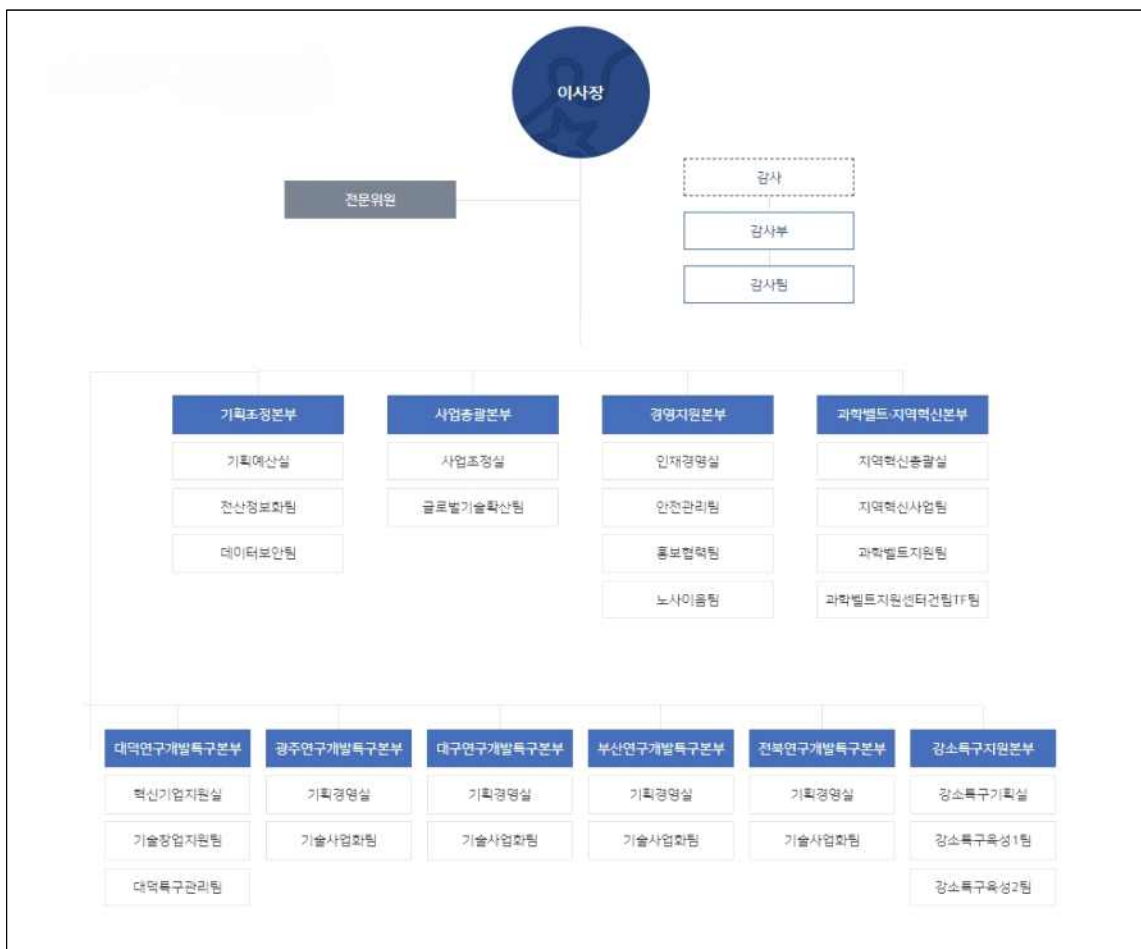 이사장
전문위원
감사
감사부
감사팀
기획조정본부
기획예산실
전산정보화팀
데이터보안팀
사업총괄본부
사업조정실
글로벌기술확산팀
경영지원본부
인재경영실
안전관리팀
홍보협력팀
노사이음팀
과학벨트·지역혁신본부
지역혁신총괄실
지역혁신사업팀
과학벨트지원팀
과학벨트지원센터건립TF팀
대덕연구개발특구본부
혁신기업지원실
기술창업지원팀
대덕특구관리팀
광주연구개발특구본부
기획경영실
기술사업화팀
대구연구개발특구본부
기획경영실
기술사업화팀
부산연구개발특구본부
기획경영실
기술사업화팀
전북연구개발특구본부
기획경영실
기술사업화팀
강소특구지원본부
강소특구기획실
강소특구육성1팀
강소특구육성2팀